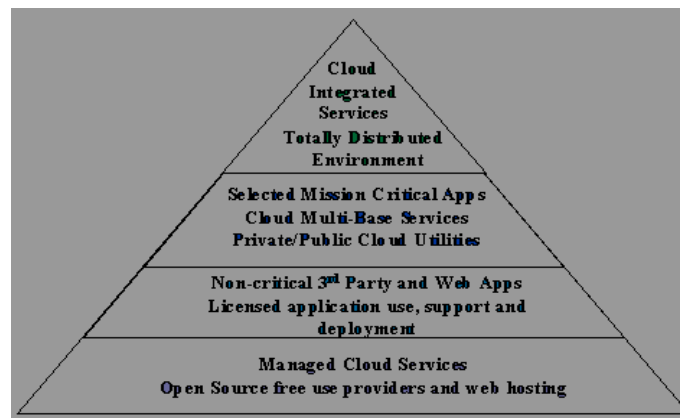 Cloud
Integrated
Services
Totally Distributed
Environment
Selected Mission Critical Apps
Cloud Multi-Base Services
Private/Public Cloud Utilities
Non-critical 3rd Party and Web Apps
Licensed application use, support and
deployment
Managed Cloud Services
Open Source free use providers and web hosting